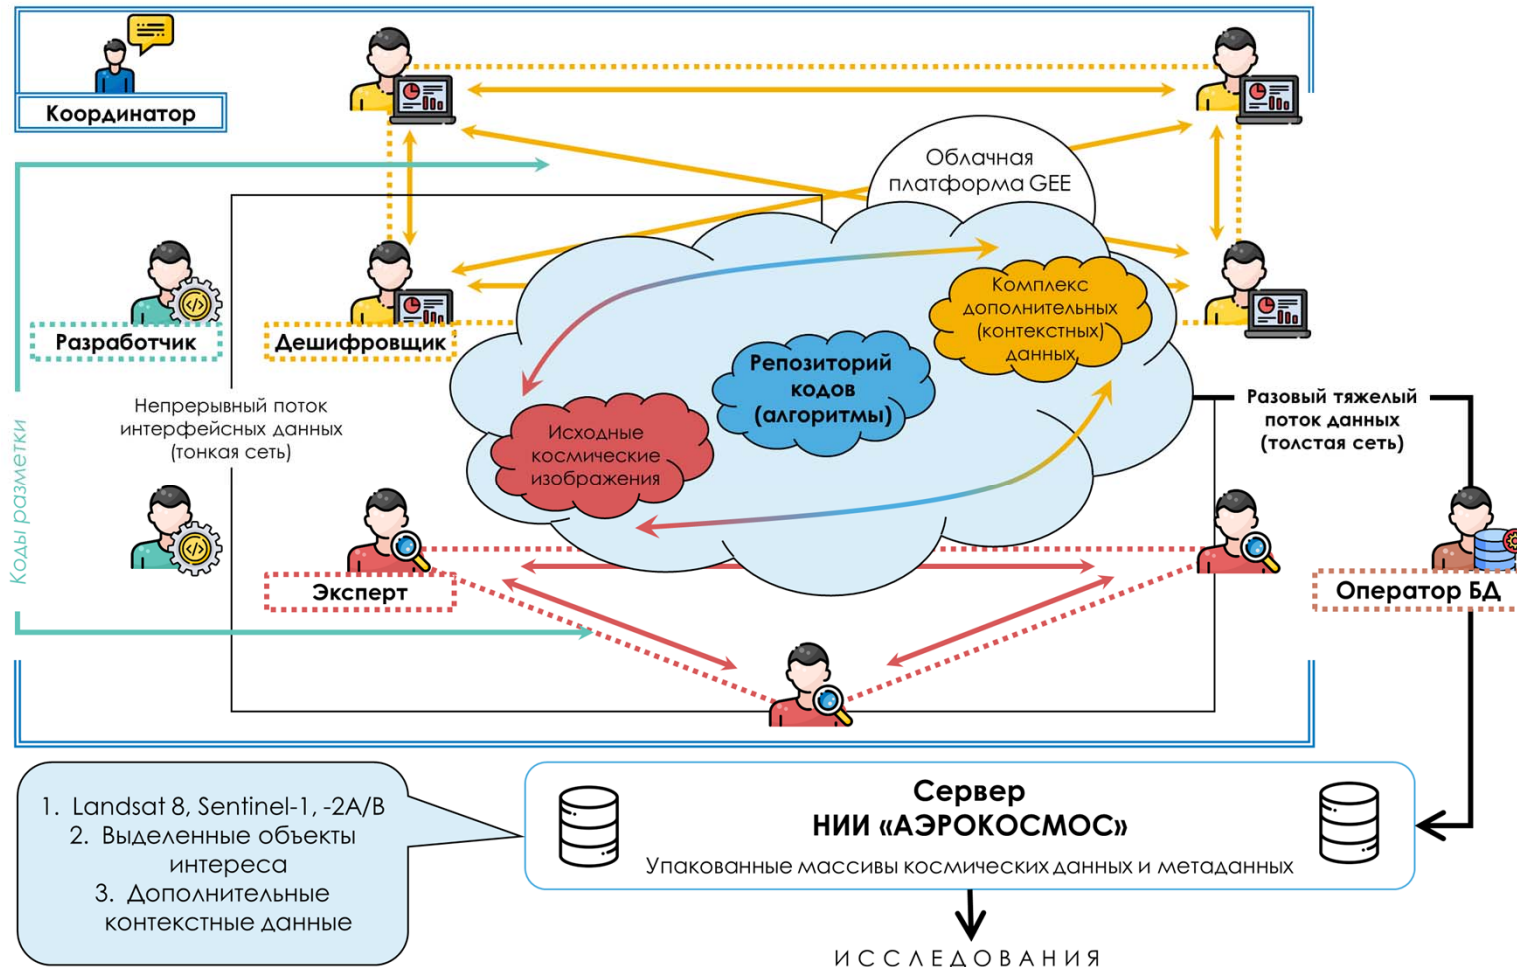 Координатор
Облачная
платформа GEE
Разработчик
Дешифровщик
Комплекс
дополнительных
(контекстных)
данных
Репозиторий
кодов
(алгоритмы)
Исходные
космические
изображения
Непрерывный поток
интерфейсных данных
(тонкая сеть)
Разовый тяжелый
поток данных
(толстая сеть)
Коды разметки
Эксперт
Оператор БД
1. Landsat 8, Sentinel-1, -2A/B
2. Выделенные объекты
интереса
3. Дополнительные
контекстные данные
Сервер
НИИ «АЭРОКОСМОС»
Упакованные массивы космических данных и метаданных
ИССЛЕДОВАНИЯ